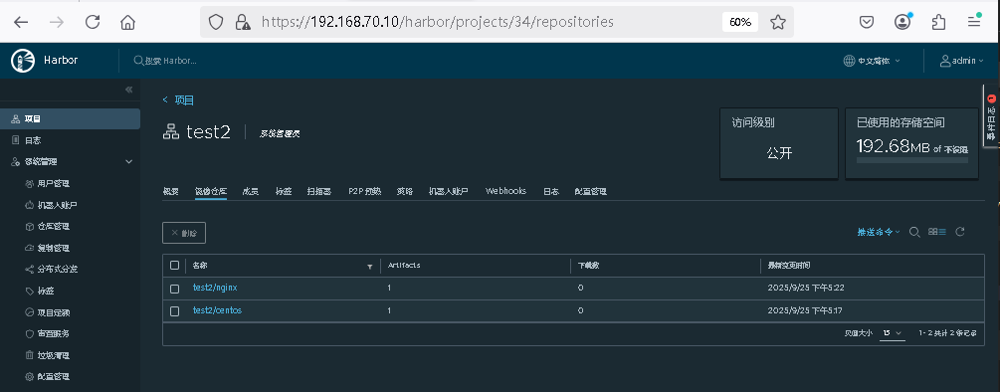 https://192.168.70.10/harbor/projects/34/repositories
60%
Harbor
搜索 Harbor...
中文简体
admin
项目
日志
系统管理
用户管理
机器人账户
仓库管理
复制管理
分布式分发
标签
项目定额
审查服务
垃圾清理
配置管理
< 项目
test2
系统管理员
访问级别
公开
已使用的存储空间
192.68MB of 不设限
事件日志
1
概要 镜像仓库 成员 标签 扫描器 P2P 预热 策略 机器人账户 Webhooks 日志 配置管理
× 删除
推送命令
名称 Artifacts 下载数 最新变更时间
test2/nginx 1 0 2025/9/25 下午5:22
test2/centos 1 0 2025/9/25 下午5:17
页面大小 15 1 - 2 共计 2 条记录